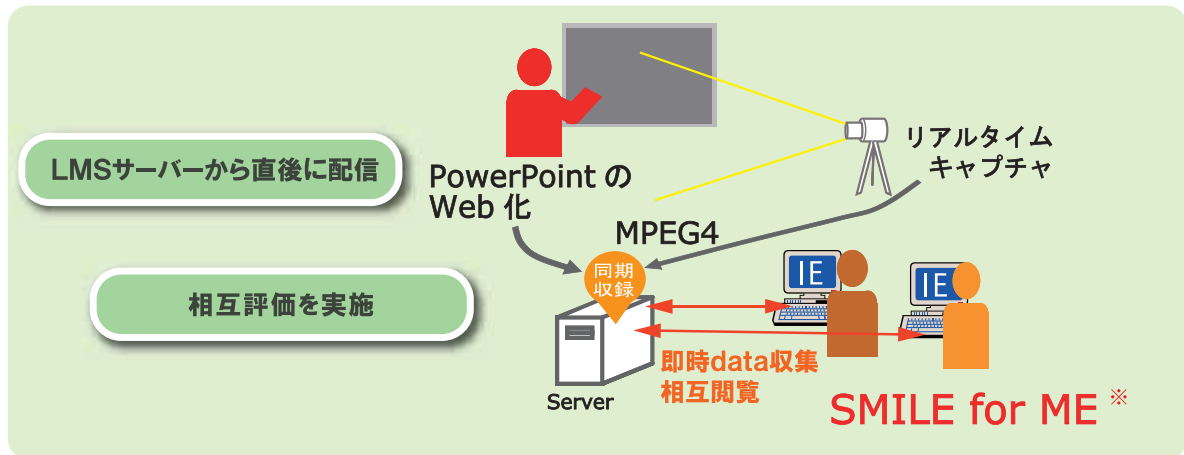 LMSサーバーから直後に配信
PowerPoint の
Web 化
リアルタイム
キャプチャ
MPEG4
同期
収録
IE
IE
相互評価を実施
即時data収集
相互閲覧
Server
SMILE for ME ※